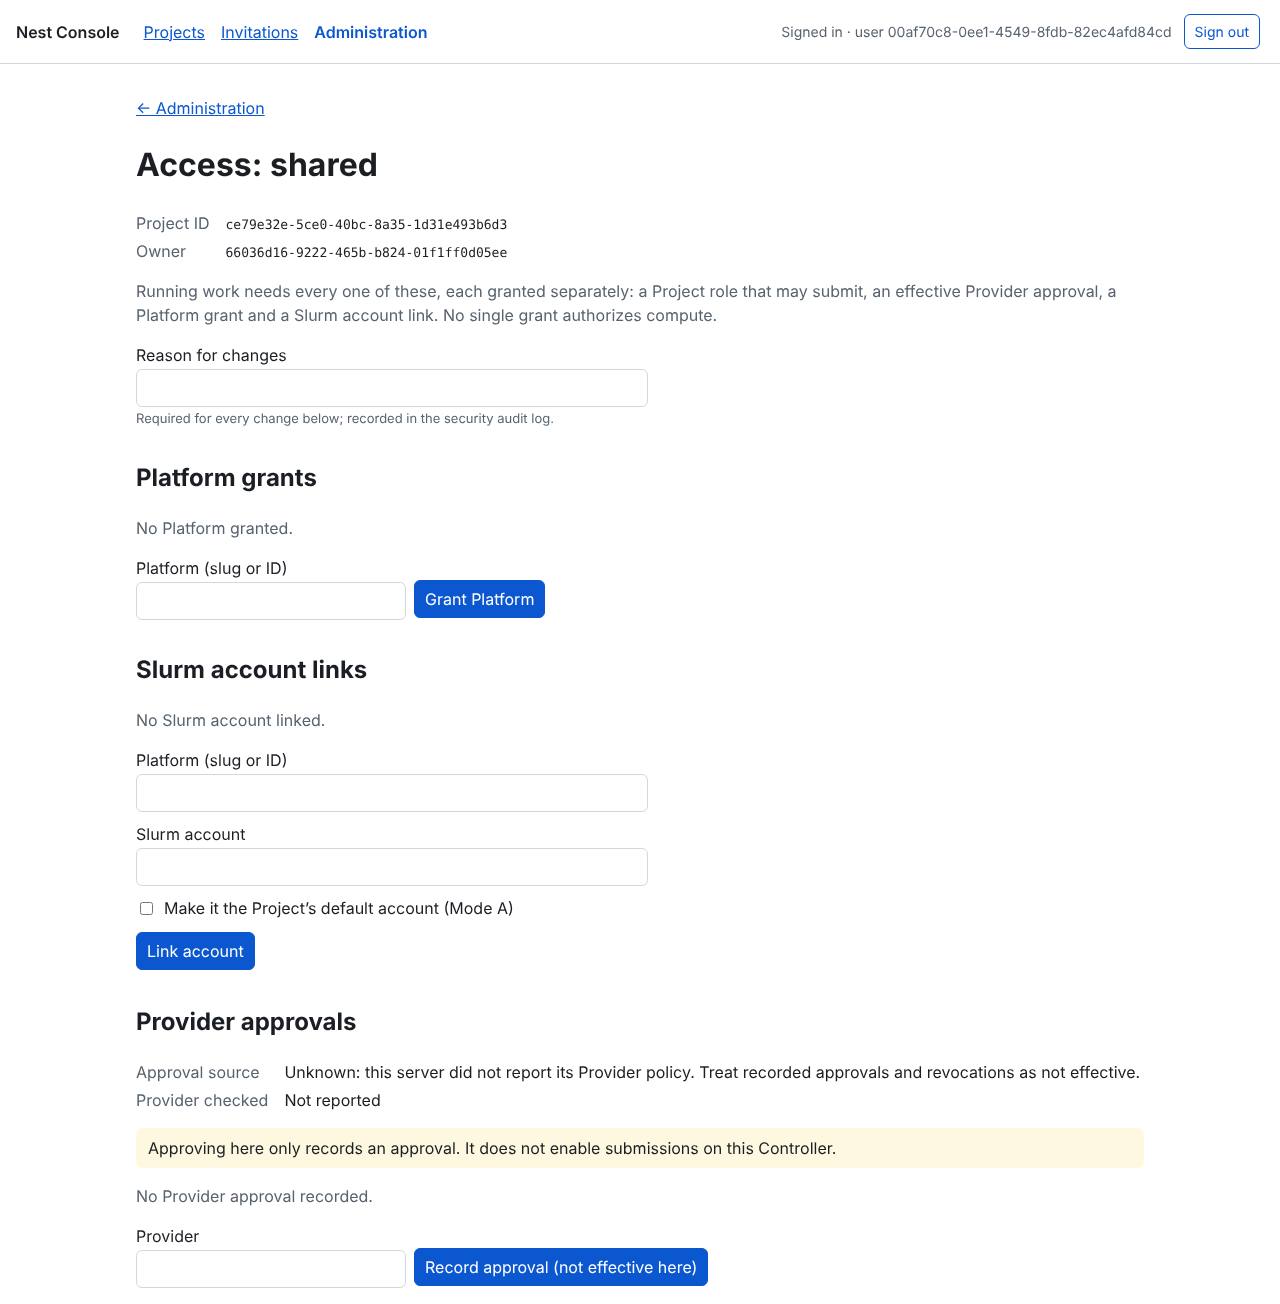 Nest Console Projects Invitations Administration Signed in · user 00af70c8-0ee1-4549-8fdb-82ec4afd84cd Sign out
← Administration
Access: shared
Project ID ce79e32e-5ce0-40bc-8a35-1d31e493b6d3
Owner 66036d16-9222-465b-b824-01f1ff0d05ee
Running work needs every one of these, each granted separately: a Project role that may submit, an effective Provider approval, a
Platform grant and a Slurm account link. No single grant authorizes compute.
Reason for changes
Required for every change below; recorded in the security audit log.
Platform grants
No Platform granted.
Platform (slug or ID)
Grant Platform
Slurm account links
No Slurm account linked.
Platform (slug or ID)
Slurm account
Make it the Project’s default account (Mode A)
Link account
Provider approvals
Approval source Unknown: this server did not report its Provider policy. Treat recorded approvals and revocations as not effective.
Provider checked Not reported
Approving here only records an approval. It does not enable submissions on this Controller.
No Provider approval recorded.
Provider
Record approval (not effective here)